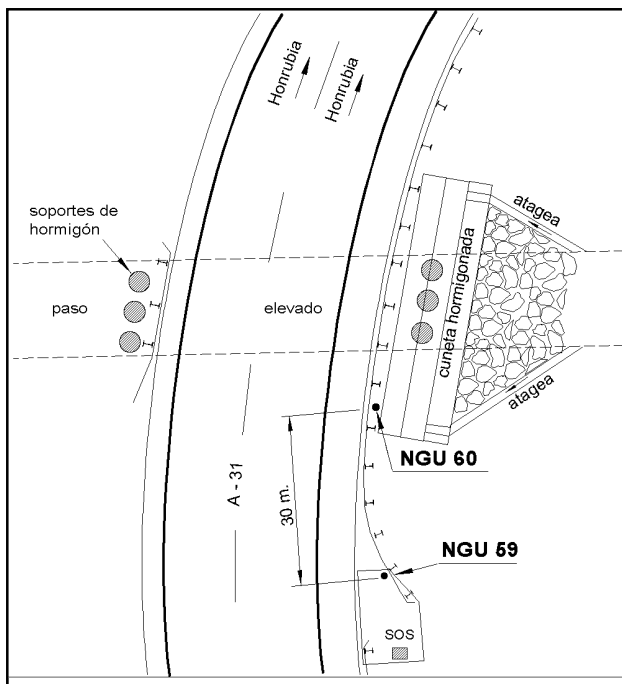 Honrubia
Honrubia
soportes de
hormigón
atagea
paso
elevado
cuneta hormigonada
atagea
A - 31
30 m.
NGU 60
NGU 59
SOS